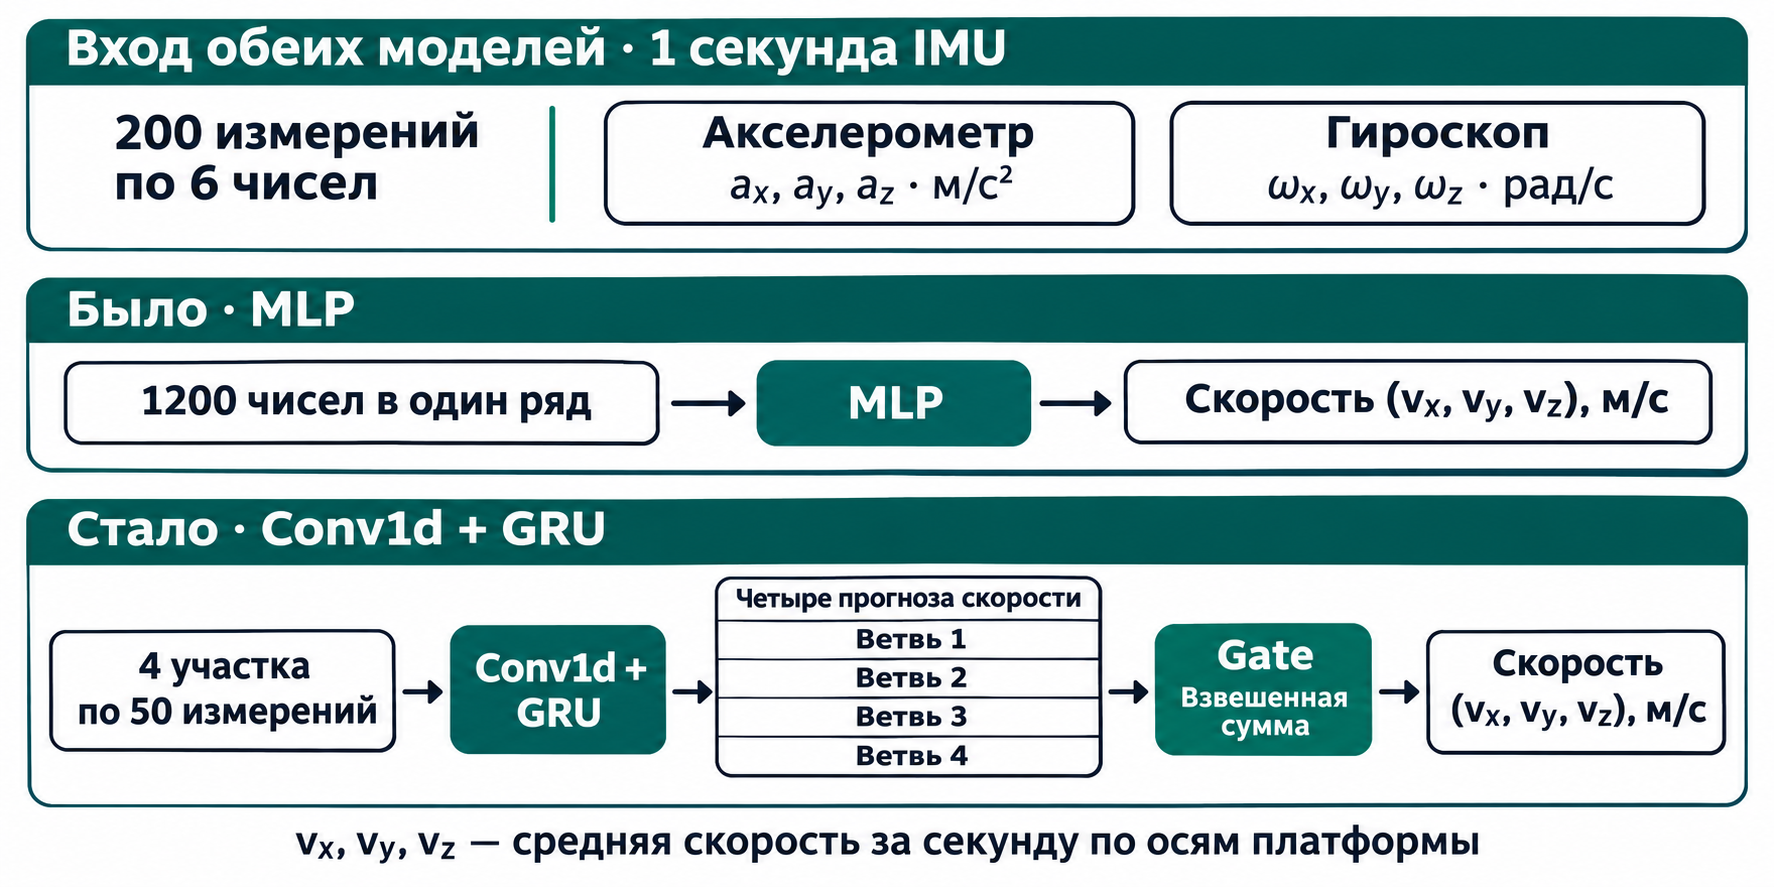 Вход обеих моделей · 1 секунда IMU
200 измерений
по 6 чисел
Акселерометр
aₓ, aᵧ, a_z · м/с²
Гироскоп
ωₓ, ωᵧ, ω_z · рад/с
Было · MLP
1200 чисел в один ряд
MLP
Скорость (vₓ, vᵧ, v_z), м/с
Стало · Conv1d + GRU
4 участка
по 50 измерений
Conv1d +
GRU
Четыре прогноза скорости
Ветвь 1
Ветвь 2
Ветвь 3
Ветвь 4
Gate
Взвешенная
сумма
Скорость
(vₓ, vᵧ, v_z), м/с
vₓ, vᵧ, v_z — средняя скорость за секунду по осям платформы